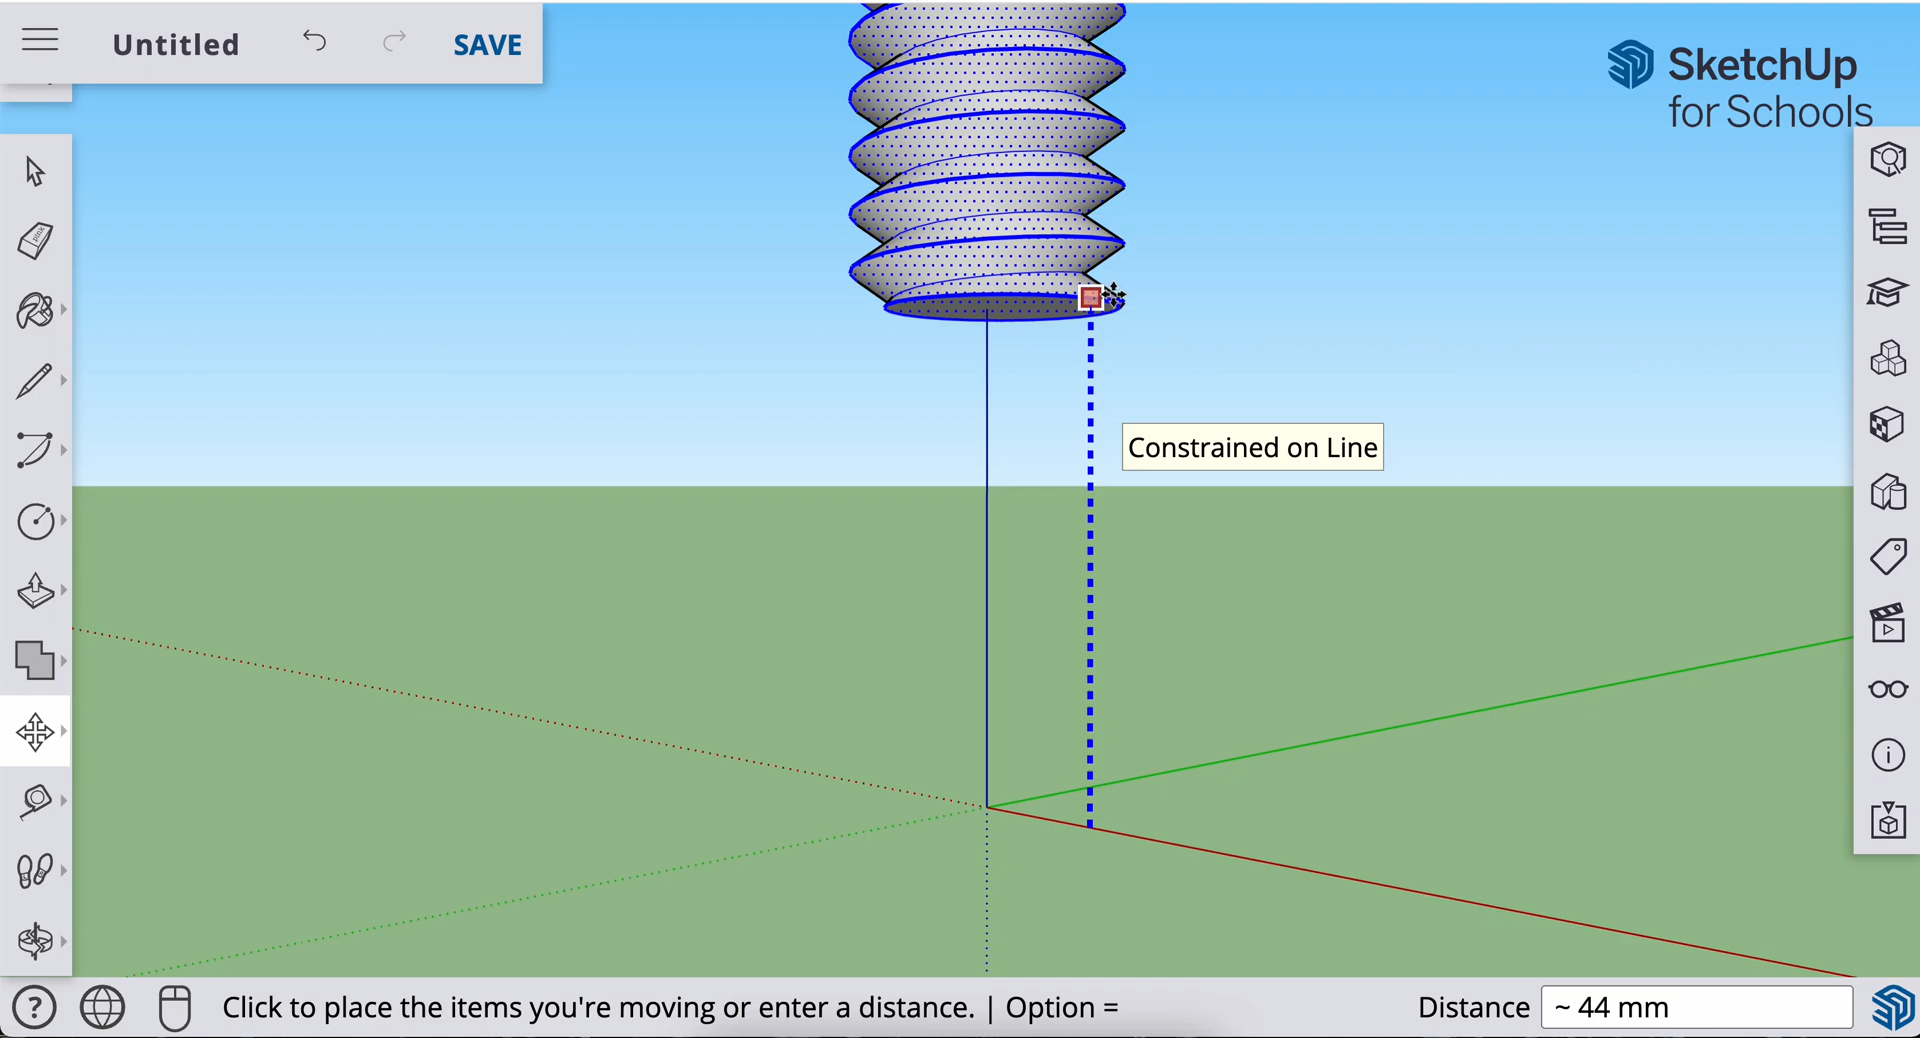 Untitled
SAVE
SketchUp
for Schools
Constrained on Line
Click to place the items you're moving or enter a distance. | Option =
Distance
~ 44 mm